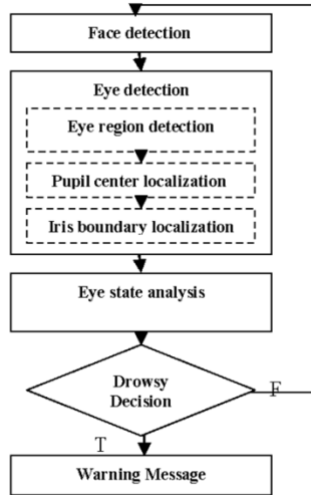 Face detection
Eye detection
Eye region detection
Pupil center localization
Iris boundary localization
Eye state analysis
Drowsy
Decision
F
T
Warning Message